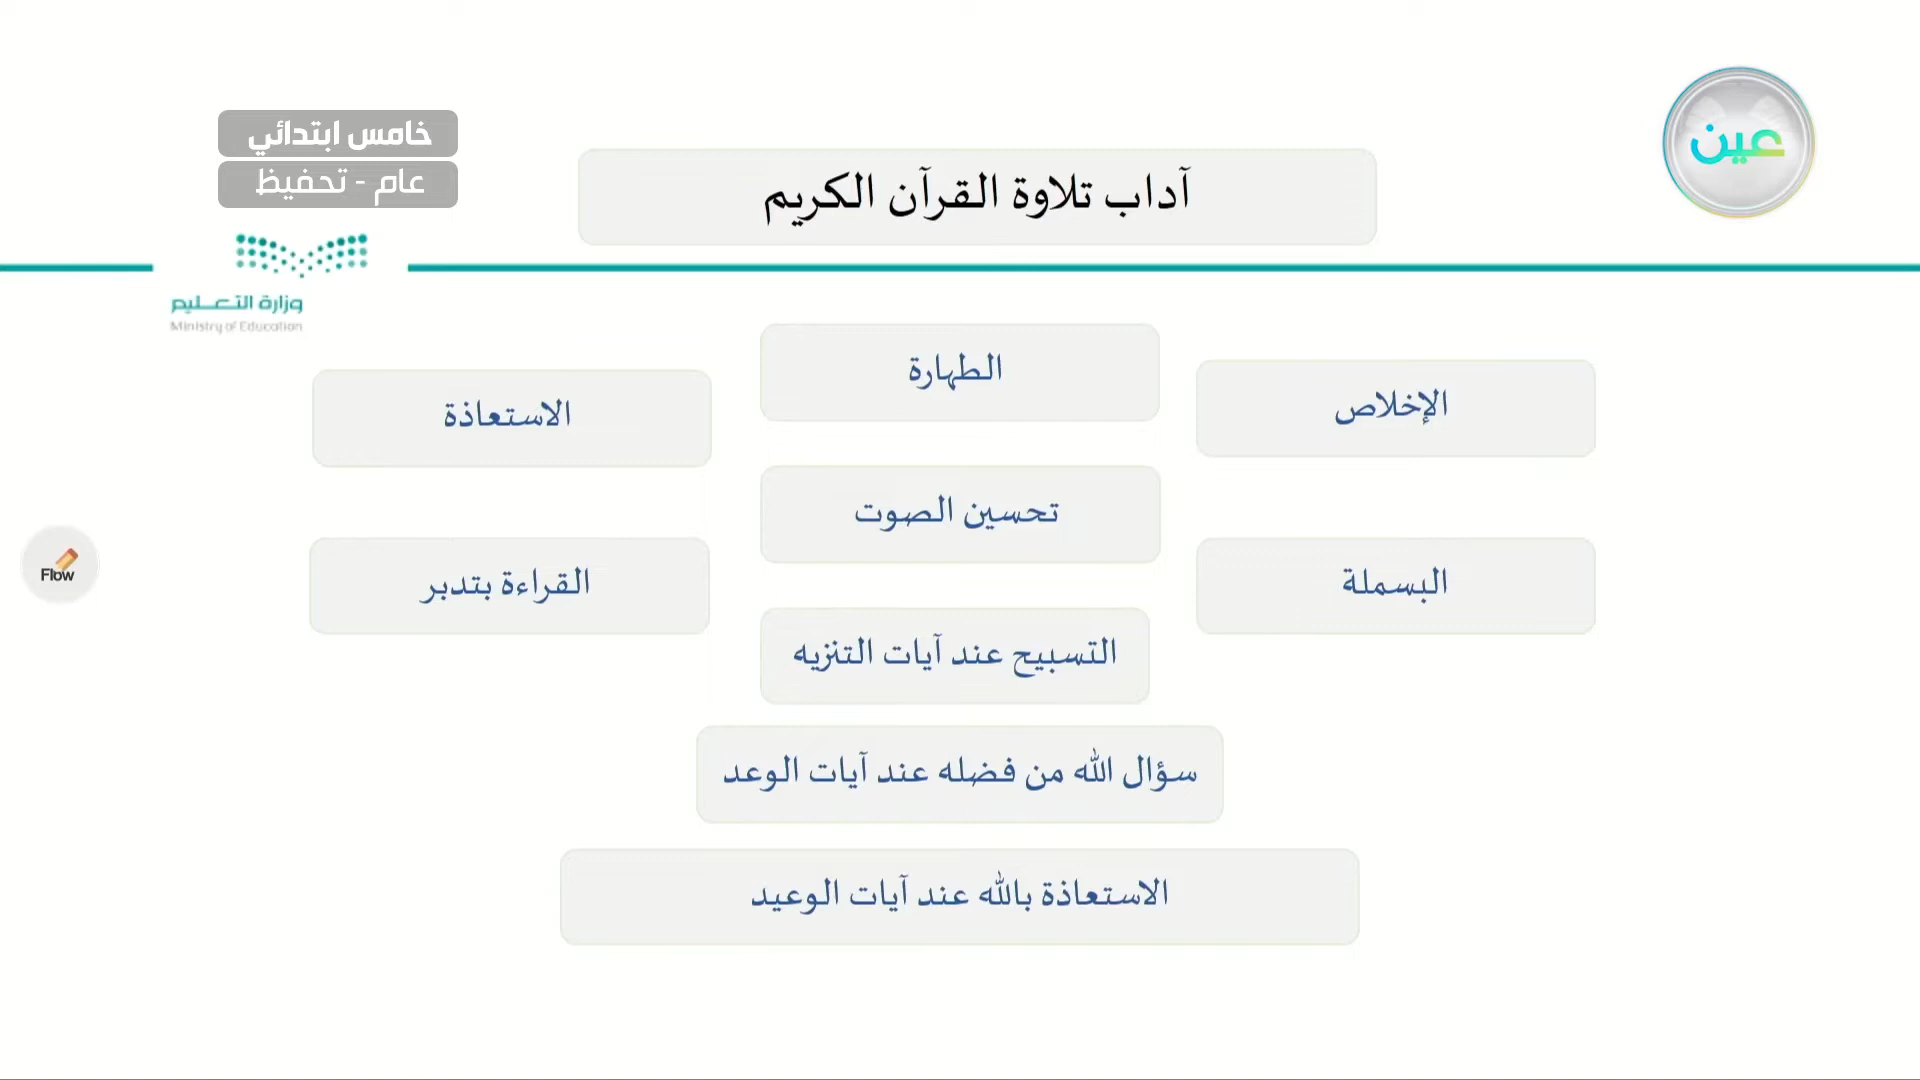 عين
خامس ابتدائي
عام - تحفيظ
آداب تلاوة القرآن الكريم
وزارة التعليم
Ministry of Education
الإخلاص
الطهارة
الاستعاذة
تحسين الصوت
البسملة
القراءة بتدبر
Flow
التسبيح عند آيات التنزيه
سؤال الله من فضله عند آيات الوعد
الاستعاذة بالله عند آيات الوعيد